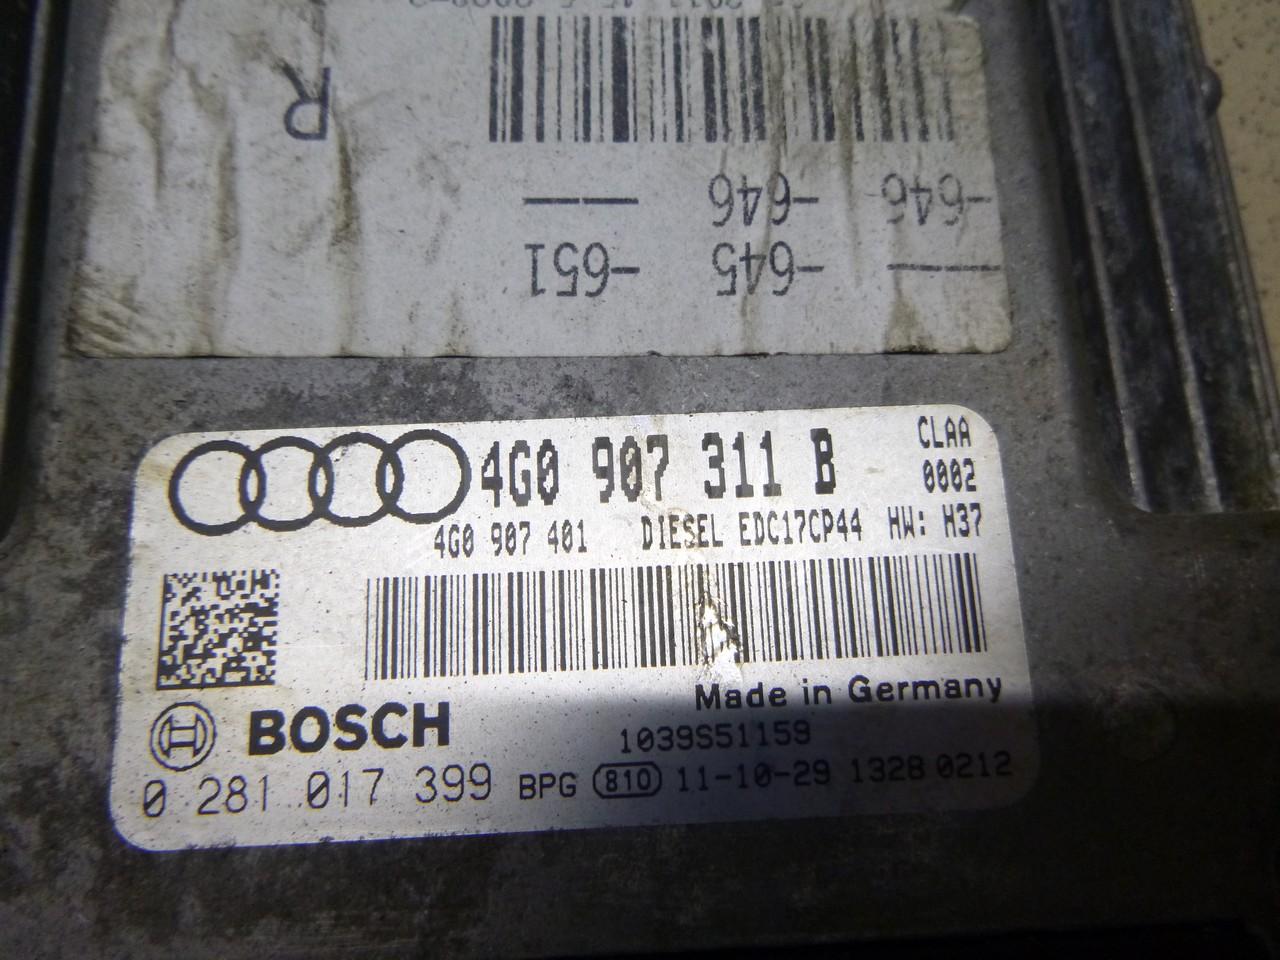 R
-646 -646
-651 -645
4G0 907 311 B
CLAA
0002
4G0 907 401 DIESEL EDC17CP44 HW: H37
Made in Germany
BOSCH
1039S51159
0 281 017 399 BPG 810 11-10-29 1328 0212